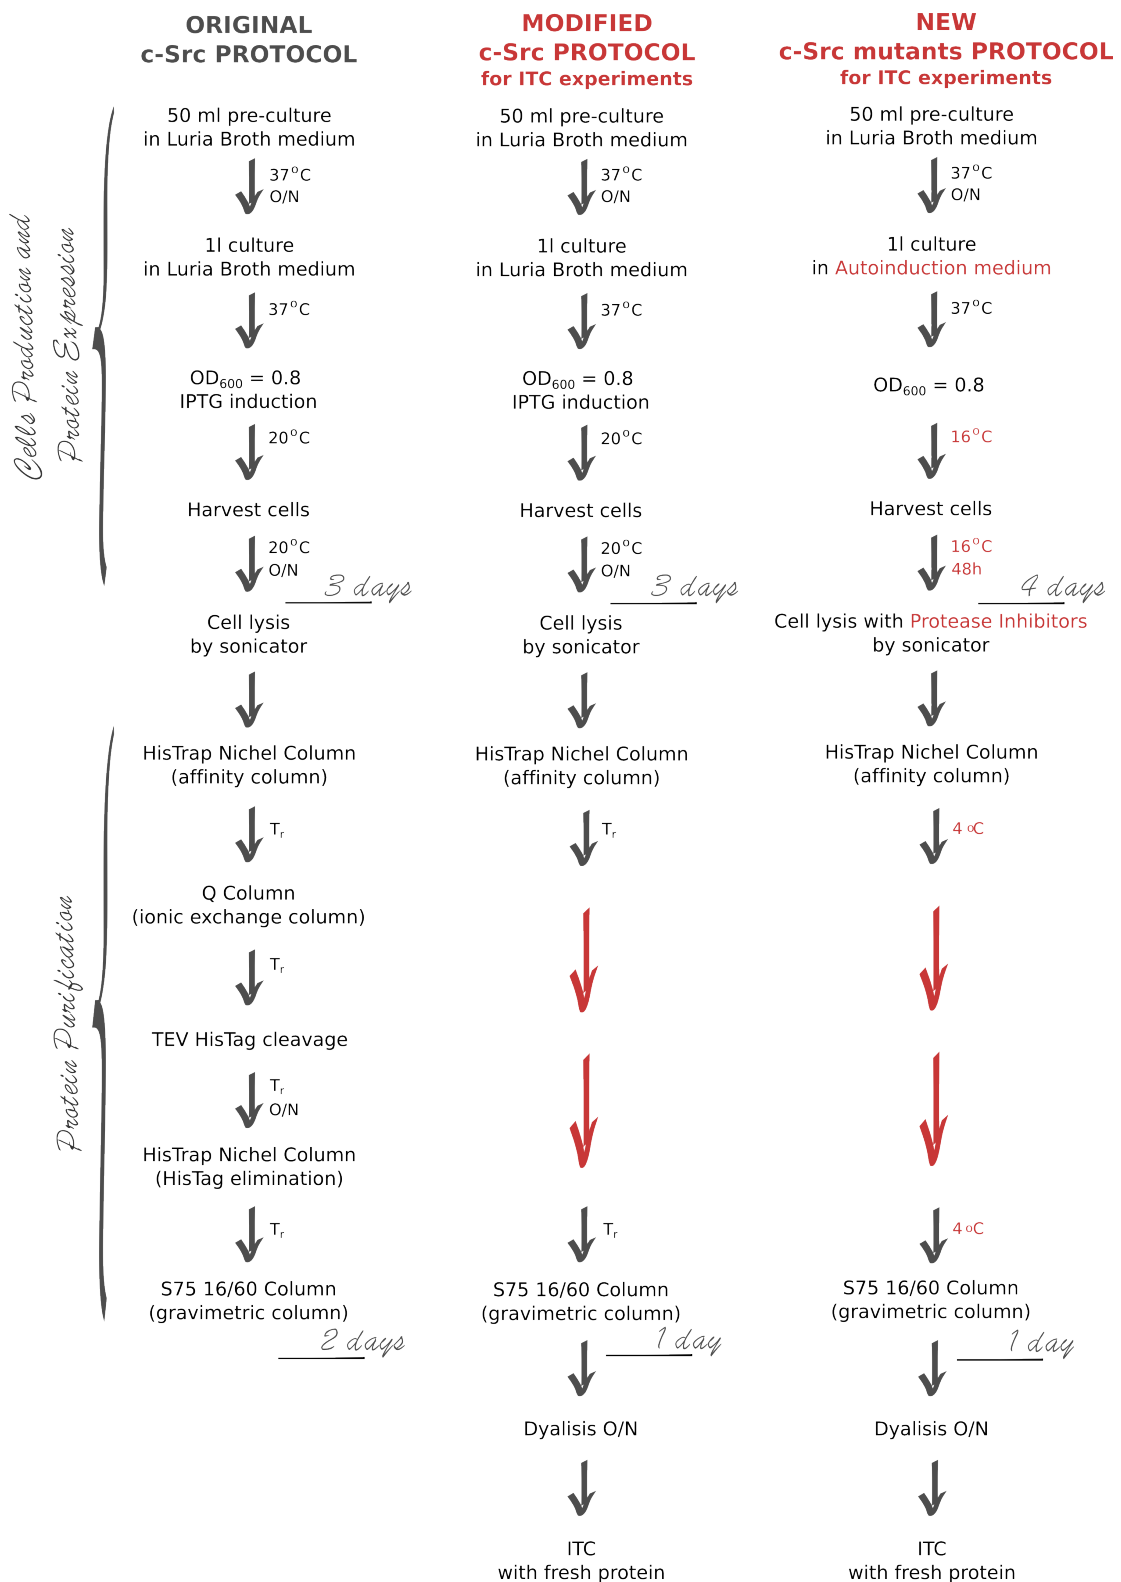 ORIGINAL
c-Src PROTOCOL
50 ml pre-culture
in Luria Broth medium
37°C
O/N
1l culture
in Luria Broth medium
37°C
OD600 = 0.8
IPTG induction
20°C
Harvest cells
20°C
O/N
3 days
Cell lysis
by sonicator
HisTrap Nichel Column
(affinity column)
Tr
Q Column
(ionic exchange column)
Tr
TEV HisTag cleavage
Tr
O/N
HisTrap Nichel Column
(HisTag elimination)
Tr
S75 16/60 Column
(gravimetric column)
2 days
MODIFIED
c-Src PROTOCOL
for ITC experiments
50 ml pre-culture
in Luria Broth medium
37°C
O/N
1l culture
in Luria Broth medium
37°C
OD600 = 0.8
IPTG induction
20°C
Harvest cells
20°C
O/N
3 days
Cell lysis
by sonicator
HisTrap Nichel Column
(affinity column)
Tr
Tr
S75 16/60 Column
(gravimetric column)
1 day
Dyalisis O/N
ITC
with fresh protein
NEW
c-Src mutants PROTOCOL
for ITC experiments
50 ml pre-culture
in Luria Broth medium
37°C
O/N
1l culture
in Autoinduction medium
37°C
OD600 = 0.8
16°C
Harvest cells
16°C
48h
4 days
Cell lysis with Protease Inhibitors
by sonicator
HisTrap Nichel Column
(affinity column)
4 °C
4 °C
S75 16/60 Column
(gravimetric column)
1 day
Dyalisis O/N
ITC
with fresh protein
Cells Production and
Protein Expression
Protein Purification